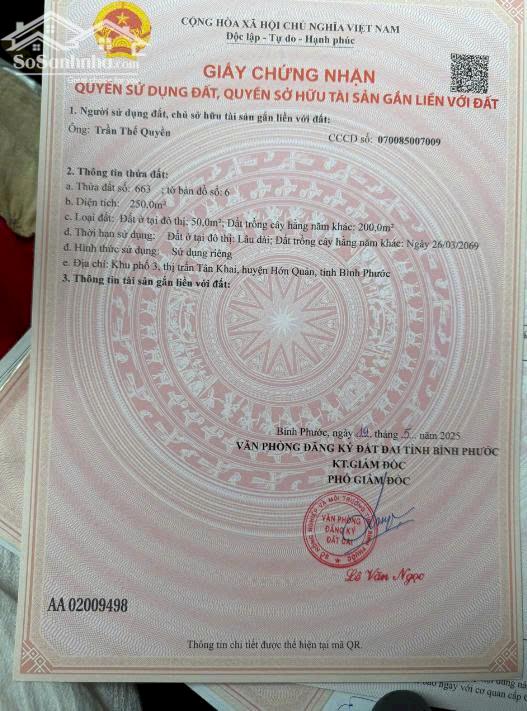 CỘNG HÒA XÃ HỘI CHỦ NGHĨA VIỆT NAM
Độc lập - Tự do - Hạnh phúc
SoSanhnha.com
GIẤY CHỨNG NHẬN
QUYỀN SỬ DỤNG ĐẤT, QUYỀN SỞ HỮU TÀI SẢN GẮN LIỀN VỚI ĐẤT
1. Người sử dụng đất, chủ sở hữu tài sản gắn liền với đất:
Ông: Trần Thế Quyền CCCD số: 070085007009
2. Thông tin thửa đất:
a. Thửa đất số: 663 ; tờ bản đồ số: 6
b. Diện tích: 250,0m²
c. Loại đất: Đất ở tại đô thị: 50,0m²; Đất trồng cây hằng năm khác: 200,0m²
d. Thời hạn sử dụng: Đất ở tại đô thị: Lâu dài; Đất trồng cây hằng năm khác: Ngày 26/03/2069
đ. Hình thức sử dụng: Sử dụng riêng
e. Địa chỉ: Khu phố 3, thị trấn Tân Khai, huyện Hớn Quản, tỉnh Bình Phước
3. Thông tin tài sản gắn liền với đất:
Bình Phước, ngày 19 tháng 5 năm 2025
VĂN PHÒNG ĐĂNG KÝ ĐẤT ĐAI TỈNH BÌNH PHƯỚC
KT.GIÁM ĐỐC
PHÓ GIÁM ĐỐC
VĂN PHÒNG
ĐĂNG KÝ
ĐẤT ĐAI
Lê Văn Ngọc
AA 02009498
Thông tin chi tiết được thể hiện tại mã QR.